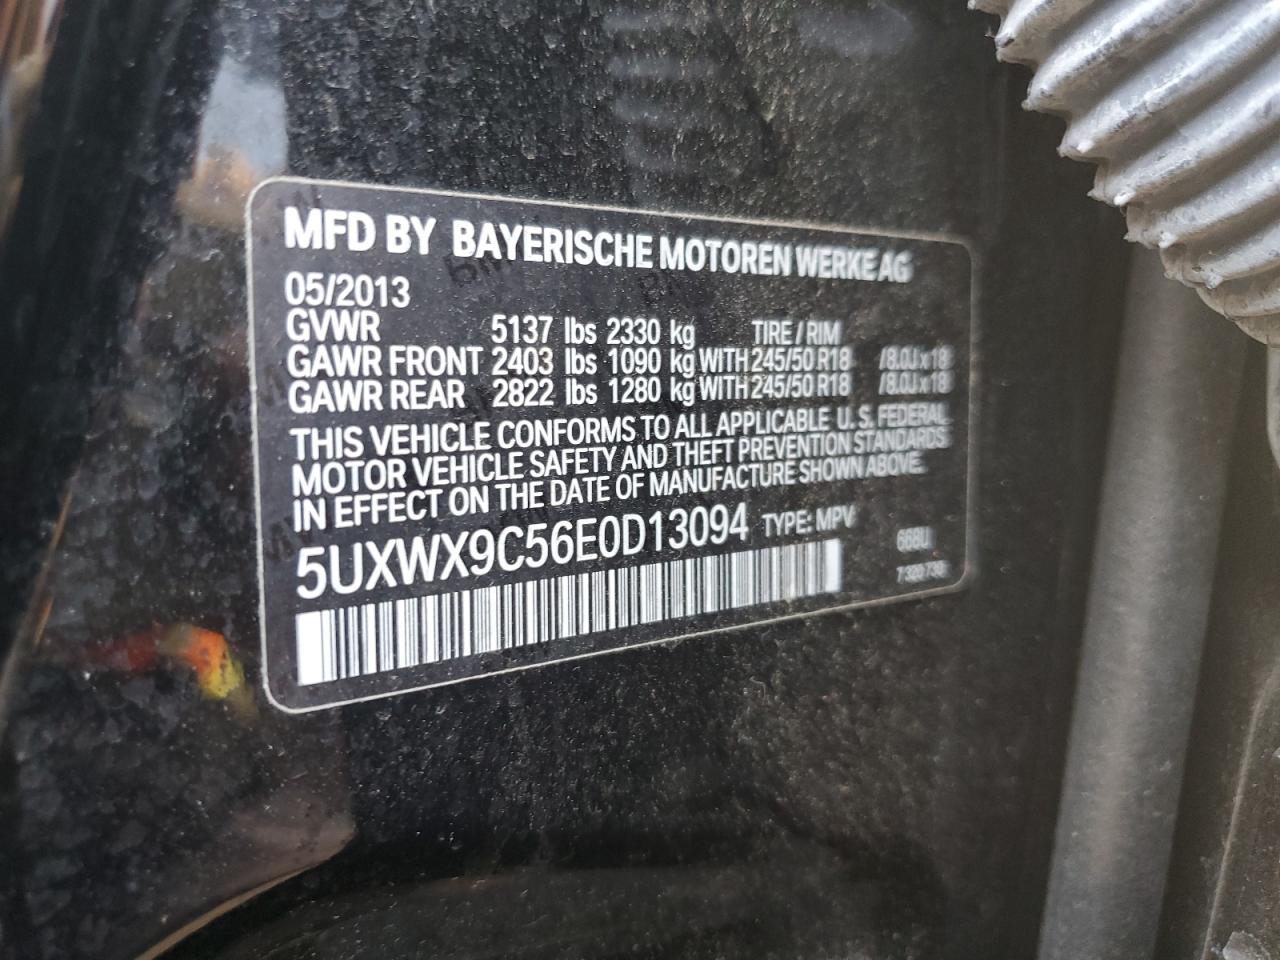 MFD BY BAYERISCHE MOTOREN WERKE AG
05/2013
GVWR 5137 lbs 2330 kg TIRE / RIM
GAWR FRONT 2403 lbs 1090 kg WITH 245/50 R18 /8.0J x 18
GAWR REAR 2822 lbs 1280 kg WITH 245/50 R18 /8.0J x 18
THIS VEHICLE CONFORMS TO ALL APPLICABLE U.S. FEDERAL
MOTOR VEHICLE SAFETY AND THEFT PREVENTION STANDARDS
IN EFFECT ON THE DATE OF MANUFACTURE SHOWN ABOVE.
5UXWX9C56E0D13094 TYPE: MPV
668U